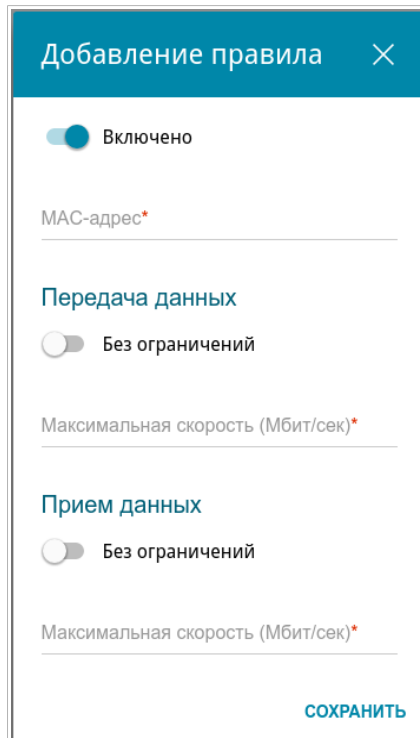 Добавление правила
Включено
MAC-адрес*
Передача данных
Без ограничений
Максимальная скорость (Мбит/сек)*
Прием данных
Без ограничений
Максимальная скорость (Мбит/сек)*
СОХРАНИТЬ